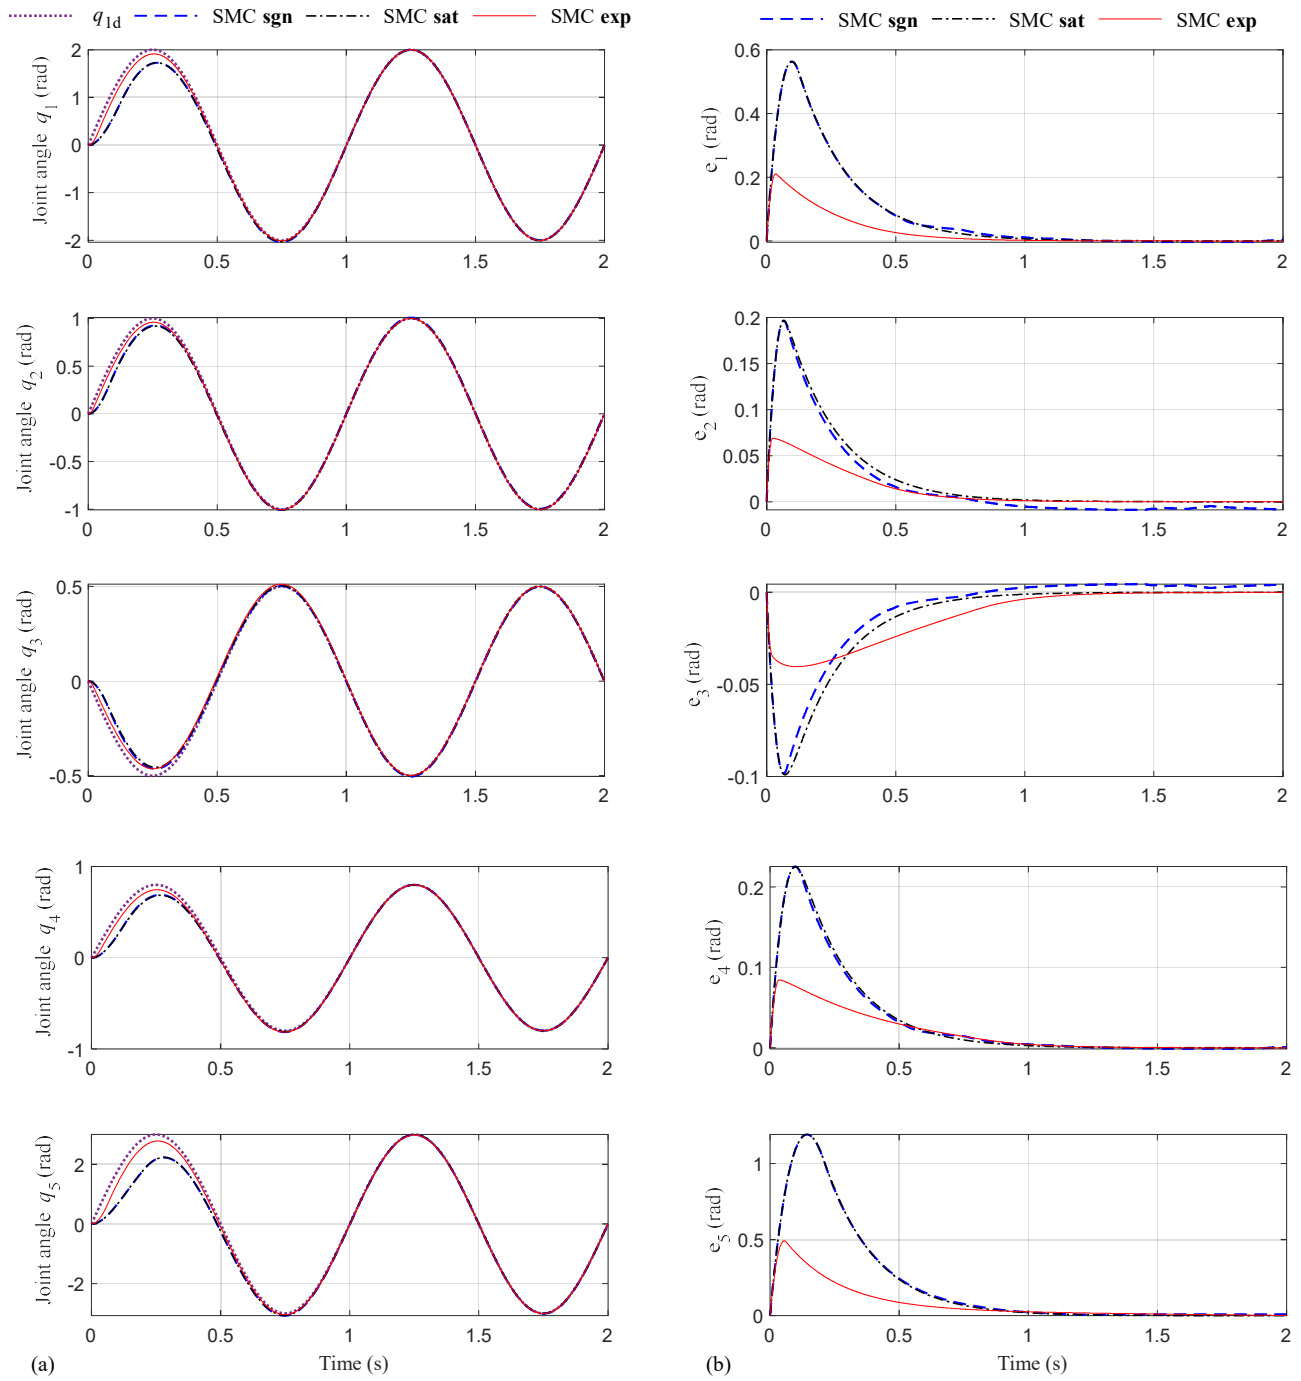 q1d SMC sgn SMC sat SMC exp
SMC sgn SMC sat SMC exp
Joint angle q1 (rad)
2
1
0
-1
-2
0 0.5 1 1.5 2
e1 (rad)
0.6
0.4
0.2
0
0 0.5 1 1.5 2
Joint angle q2 (rad)
1
0.5
0
-0.5
-1
0 0.5 1 1.5 2
e2 (rad)
0.2
0.15
0.1
0.05
0
0 0.5 1 1.5 2
Joint angle q3 (rad)
0.5
0
-0.5
0 0.5 1 1.5 2
e3 (rad)
0
-0.05
-0.1
0 0.5 1 1.5 2
Joint angle q4 (rad)
1
0
-1
0 0.5 1 1.5 2
e4 (rad)
0.2
0.1
0
0 0.5 1 1.5 2
Joint angle q5 (rad)
2
0
-2
0 0.5 1 1.5 2
e5 (rad)
1
0.5
0
0 0.5 1 1.5 2
(a) Time (s)
(b) Time (s)